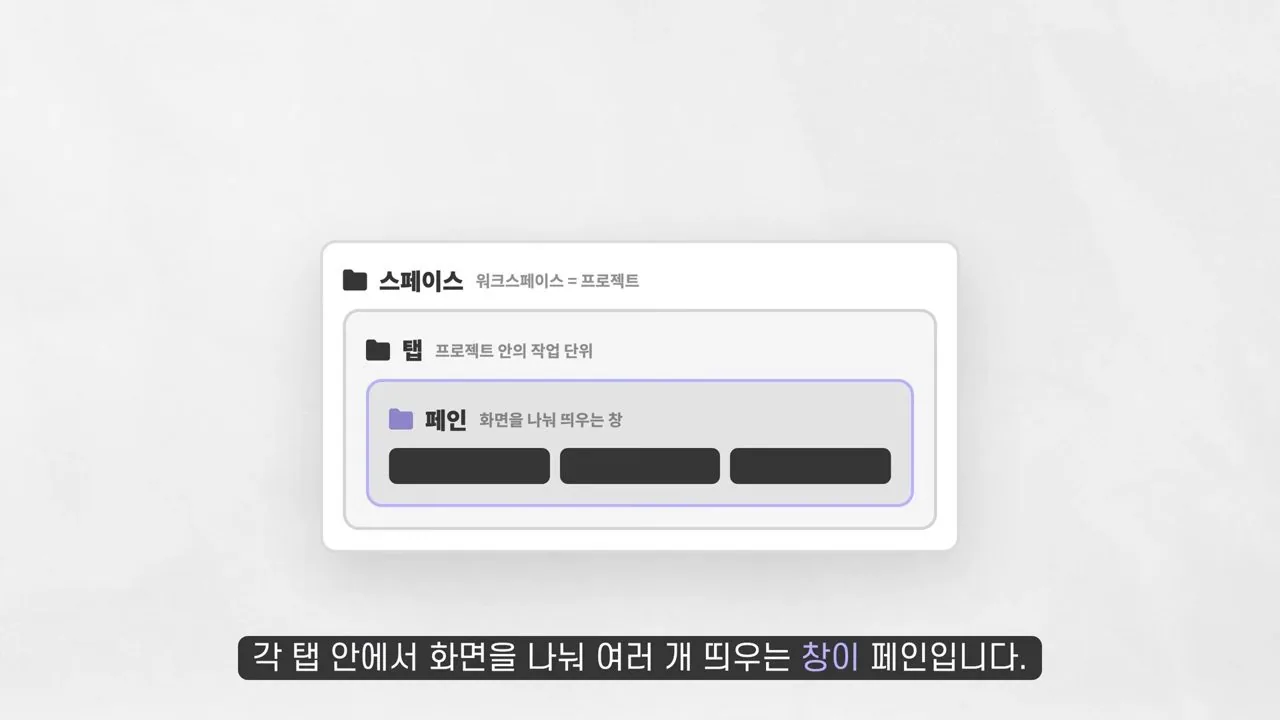 스페이스 워크스페이스 = 프로젝트
탭 프로젝트 안의 작업 단위
페인 화면을 나눠 띄우는 창
각 탭 안에서 화면을 나눠 여러 개 띄우는 창이 페인입니다.